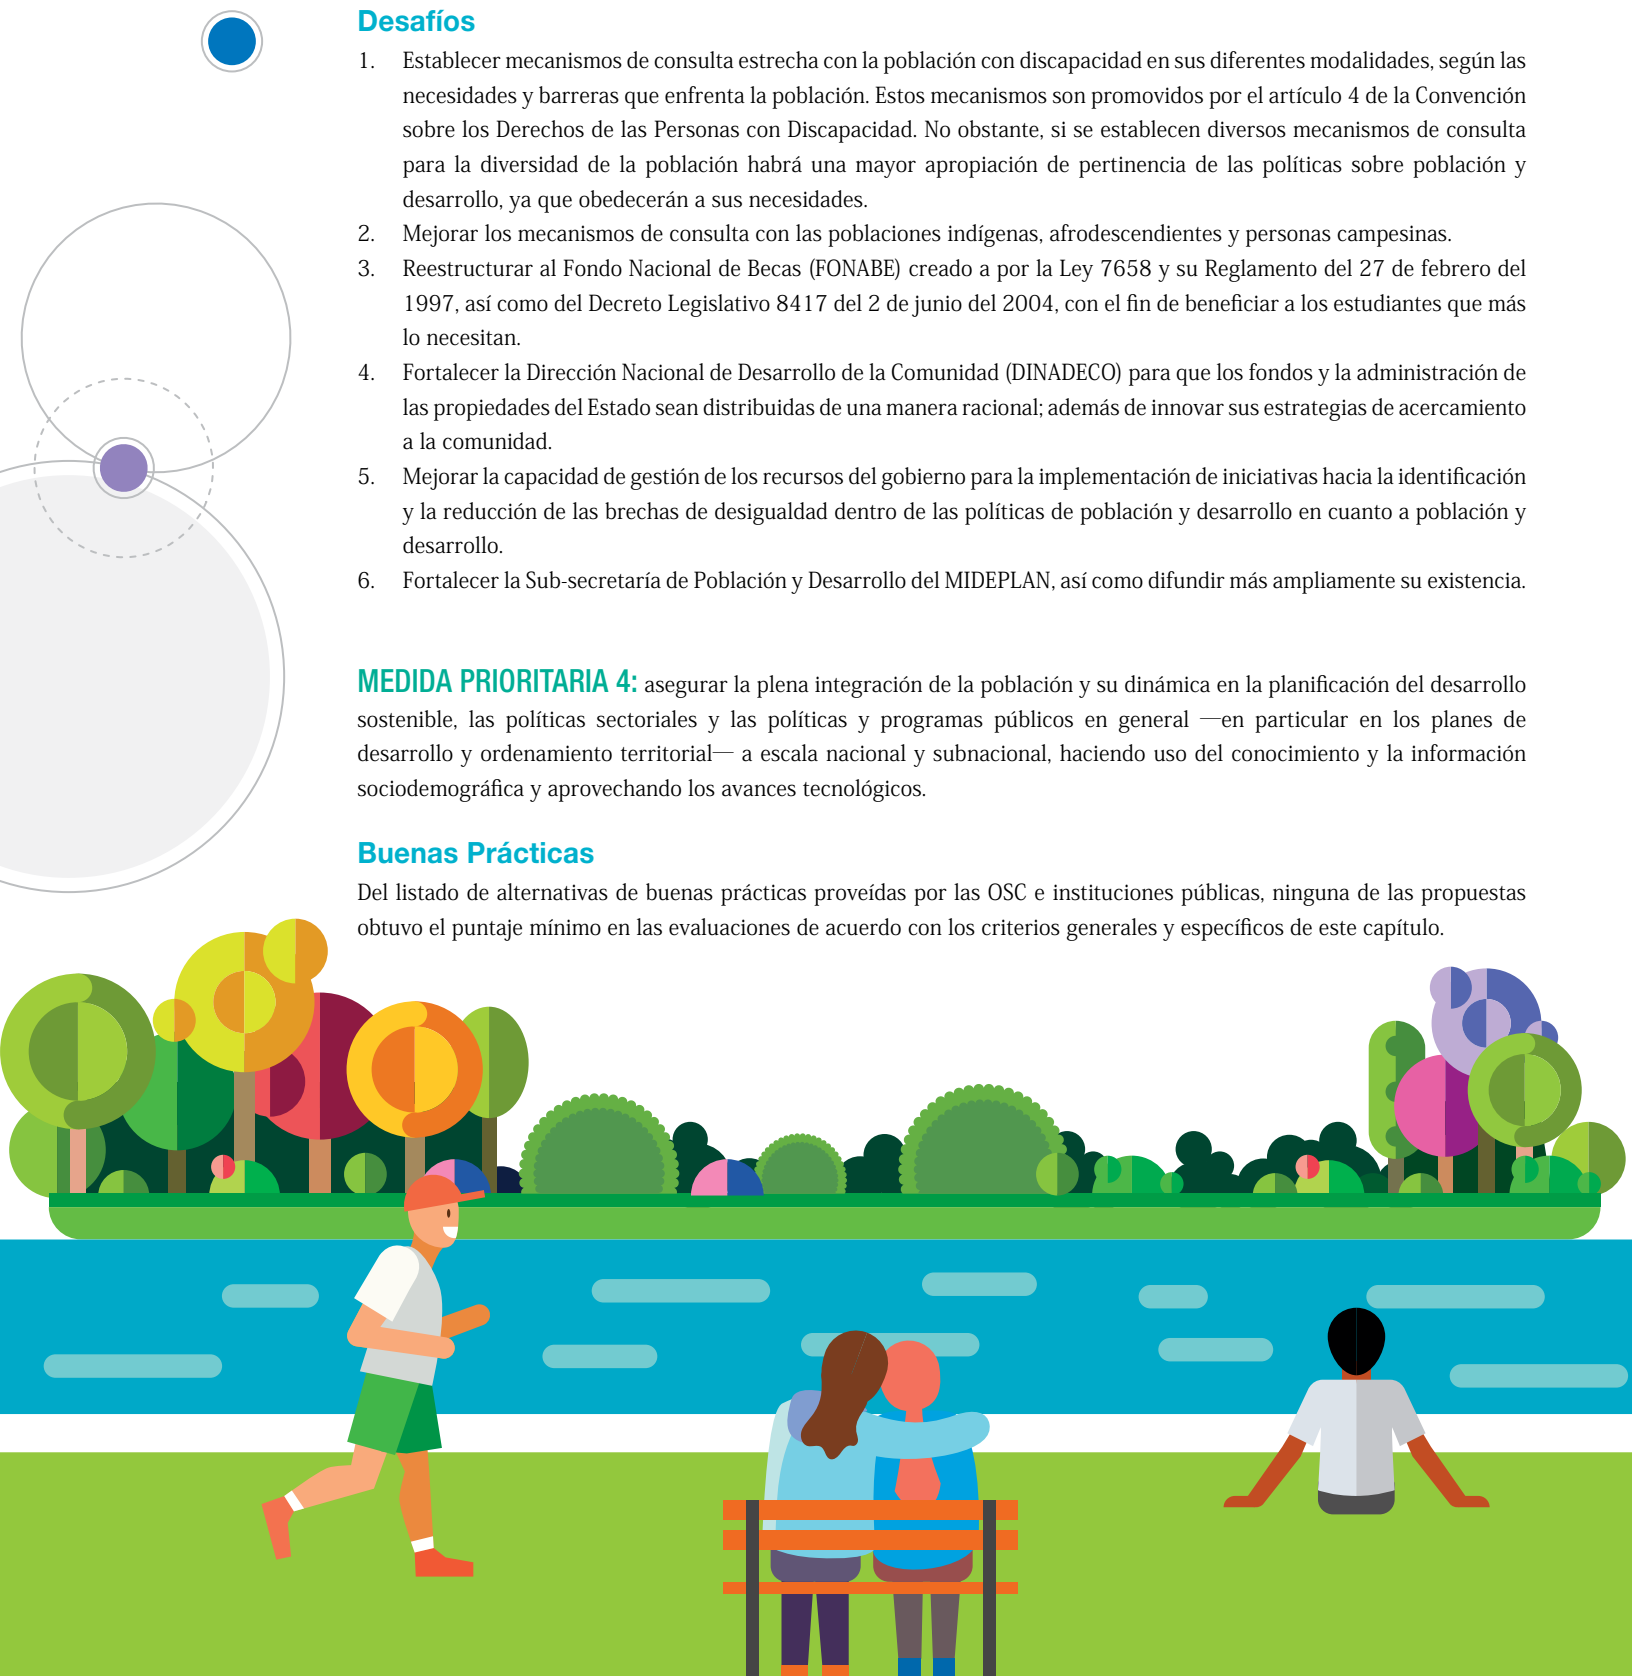 Desafíos
1. Establecer mecanismos de consulta estrecha con la población con discapacidad en sus diferentes modalidades, según las
necesidades y barreras que enfrenta la población. Estos mecanismos son promovidos por el artículo 4 de la Convención
sobre los Derechos de las Personas con Discapacidad. No obstante, si se establecen diversos mecanismos de consulta
para la diversidad de la población habrá una mayor apropiación de pertinencia de las políticas sobre población y
desarrollo, ya que obedecerán a sus necesidades.
2. Mejorar los mecanismos de consulta con las poblaciones indígenas, afrodescendientes y personas campesinas.
3. Reestructurar al Fondo Nacional de Becas (FONABE) creado a por la Ley 7658 y su Reglamento del 27 de febrero del
1997, así como del Decreto Legislativo 8417 del 2 de junio del 2004, con el fin de beneficiar a los estudiantes que más
lo necesitan.
4. Fortalecer la Dirección Nacional de Desarrollo de la Comunidad (DINADECO) para que los fondos y la administración de
las propiedades del Estado sean distribuidas de una manera racional; además de innovar sus estrategias de acercamiento
a la comunidad.
5. Mejorar la capacidad de gestión de los recursos del gobierno para la implementación de iniciativas hacia la identificación
y la reducción de las brechas de desigualdad dentro de las políticas de población y desarrollo en cuanto a población y
desarrollo.
6. Fortalecer la Sub-secretaría de Población y Desarrollo del MIDEPLAN, así como difundir más ampliamente su existencia.
MEDIDA PRIORITARIA 4: asegurar la plena integración de la población y su dinámica en la planificación del desarrollo
sostenible, las políticas sectoriales y las políticas y programas públicos en general —en particular en los planes de
desarrollo y ordenamiento territorial— a escala nacional y subnacional, haciendo uso del conocimiento y la información
sociodemográfica y aprovechando los avances tecnológicos.
Buenas Prácticas
Del listado de alternativas de buenas prácticas proveídas por las OSC e instituciones públicas, ninguna de las propuestas
obtuvo el puntaje mínimo en las evaluaciones de acuerdo con los criterios generales y específicos de este capítulo.